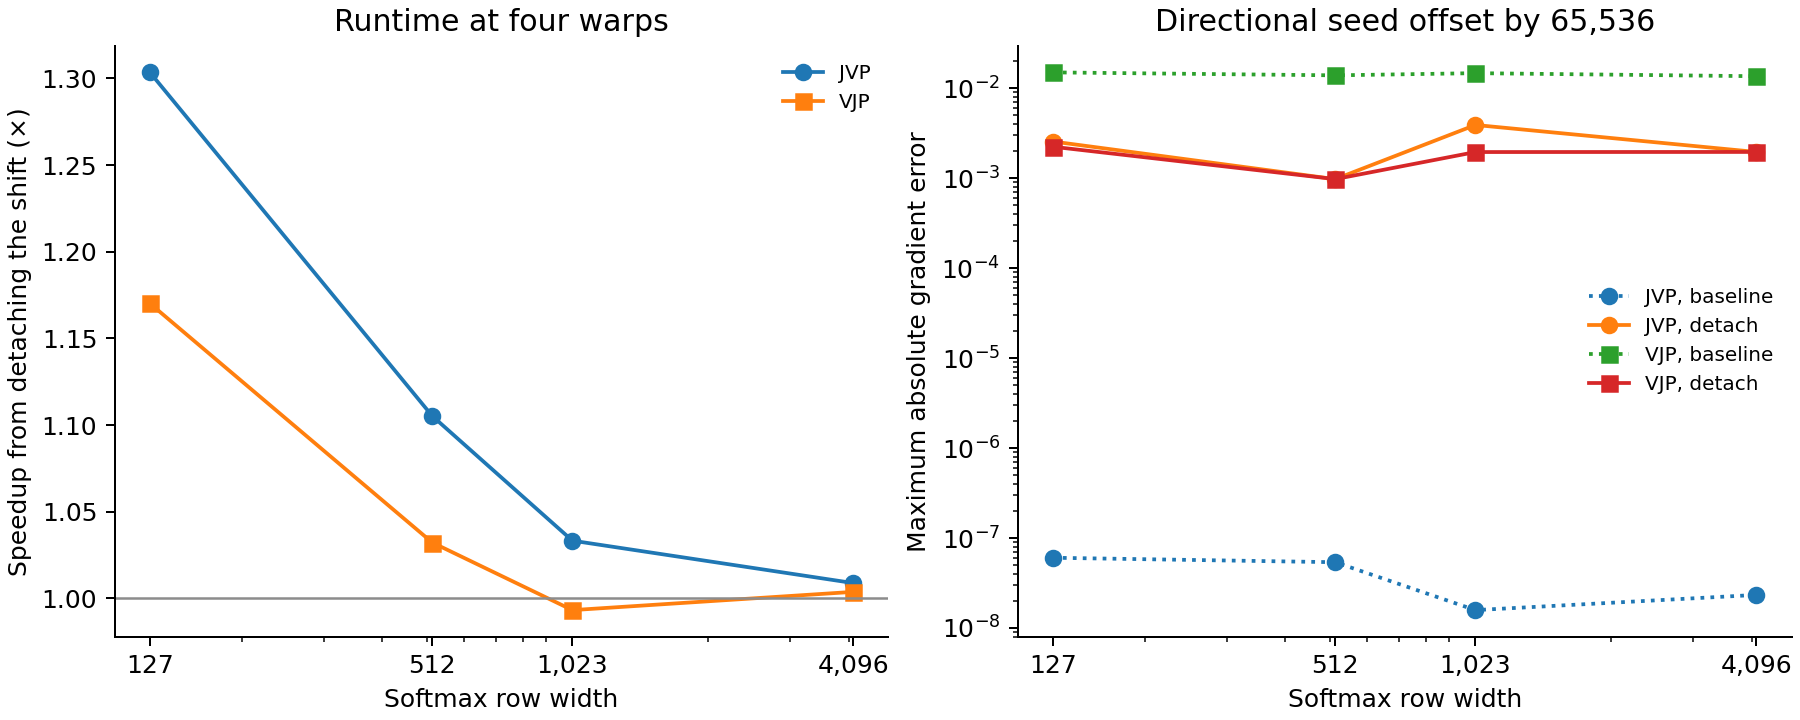 Runtime at four warps
Speedup from detaching the shift (×)
1.30
1.25
1.20
1.15
1.10
1.05
1.00
JVP
VJP
127
512
1,023
4,096
Softmax row width
Directional seed offset by 65,536
Maximum absolute gradient error
10⁻²
10⁻³
10⁻⁴
10⁻⁵
10⁻⁶
10⁻⁷
10⁻⁸
JVP, baseline
JVP, detach
VJP, baseline
VJP, detach
127
512
1,023
4,096
Softmax row width